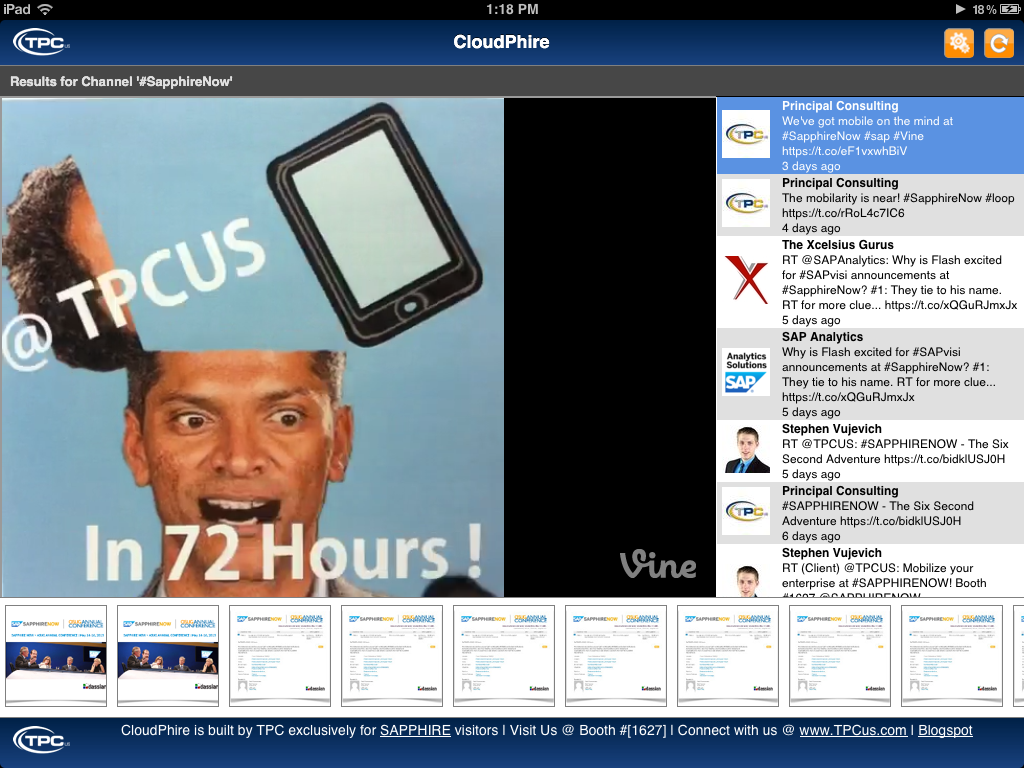 iPad
1:18 PM
18%
TPC US
CloudPhire
Results for Channel '#SapphireNow'
@ TPCUS
In 72 Hours !
Vine
Principal Consulting
We've got mobile on the mind at
#SapphireNow #sap #Vine
https://t.co/eF1vxwhBiV
3 days ago
Principal Consulting
The mobilarity is near! #SapphireNow #loop
https://t.co/rRoL4c7IC6
4 days ago
The Xcelsius Gurus
RT @SAPAnalytics: Why is Flash excited
for #SAPvisi announcements at
#SapphireNow? #1: They tie to his name.
RT for more clue... https://t.co/xQGuRJmxJx
5 days ago
SAP Analytics
Analytics
Solutions
SAP
Why is Flash excited for #SAPvisi
announcements at #SapphireNow? #1:
They tie to his name. RT for more clue...
https://t.co/xQGuRJmxJx
5 days ago
Stephen Vujevich
RT @TPCUS: #SAPPHIRENOW - The Six
Second Adventure https://t.co/bidklUSJ0H
5 days ago
Principal Consulting
#SAPPHIRENOW - The Six Second
Adventure https://t.co/bidklUSJ0H
6 days ago
Stephen Vujevich
RT (Client) @TPCUS: Mobilize your
enterprise at #SAPPHIRENOW! Booth
#1627 @SAPPHIRENOW
SAPPHIRENOW
ANNUAL CONFERENCE
TPC US
CloudPhire is built by TPC exclusively for SAPPHIRE visitors | Visit Us @ Booth #[1627] | Connect with us @ www.TPCus.com | Blogspot